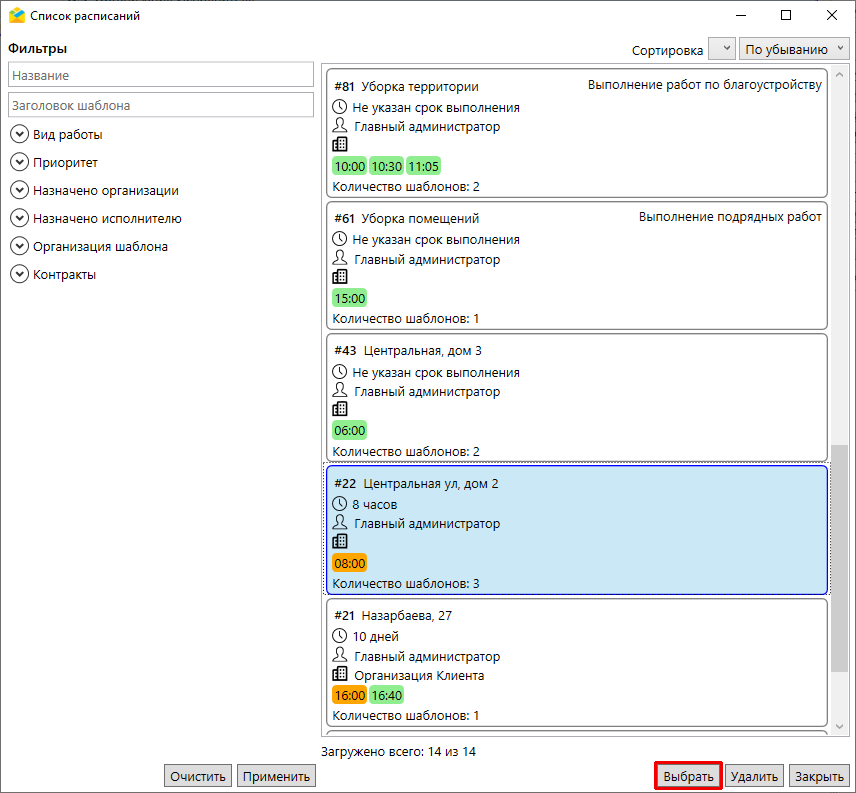 Список расписаний
Фильтры
Сортировка
По убыванию
Название
Заголовок шаблона
Вид работы
Приоритет
Назначено организации
Назначено исполнителю
Организация шаблона
Контракты
#81 Уборка территории
Выполнение работ по благоустройству
Не указан срок выполнения
Главный администратор
10:00 10:30 11:05
Количество шаблонов: 2
#61 Уборка помещений
Выполнение подрядных работ
Не указан срок выполнения
Главный администратор
15:00
Количество шаблонов: 1
#43 Центральная, дом 3
Не указан срок выполнения
Главный администратор
06:00
Количество шаблонов: 2
#22 Центральная ул, дом 2
8 часов
Главный администратор
08:00
Количество шаблонов: 3
#21 Назарбаева, 27
10 дней
Главный администратор
Организация Клиента
16:00 16:40
Количество шаблонов: 1
Загружено всего: 14 из 14
Очистить Применить Выбрать Удалить Закрыть